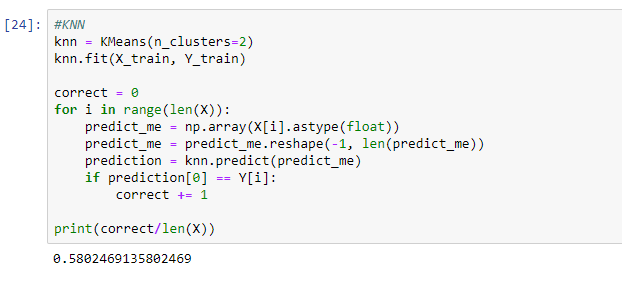 [24]: #KNN
knn = KMeans(n_clusters=2)
knn.fit(X_train, Y_train)

correct = 0
for i in range(len(X)):
    predict_me = np.array(X[i].astype(float))
    predict_me = predict_me.reshape(-1, len(predict_me))
    prediction = knn.predict(predict_me)
    if prediction[0] == Y[i]:
        correct += 1

print(correct/len(X))
0.5802469135802469